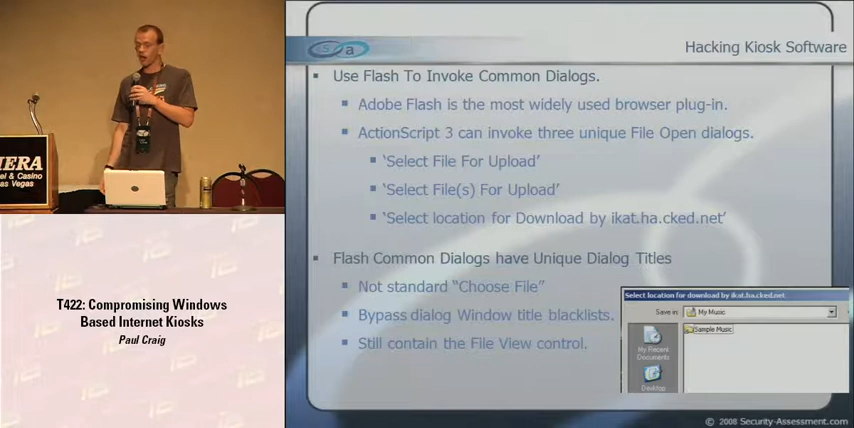 IERA
el & Casino
as Vegas
T422: Compromising Windows
Based Internet Kiosks
Paul Craig
Hacking Kiosk Software
Use Flash To Invoke Common Dialogs.
Adobe Flash is the most widely used browser plug-in.
ActionScript 3 can invoke three unique File Open dialogs.
‘Select File For Upload’
‘Select File(s) For Upload’
‘Select location for Download by ikat.ha.cked.net’
Flash Common Dialogs have Unique Dialog Titles
Not standard “Choose File”
Bypass dialog Window title blacklists.
Still contain the File View control.
Select location for download by ikat.ha.cked.net
Save in:
My Music
Sample Music
My Recent
Documents
Desktop
© 2008 Security-Assessment.com